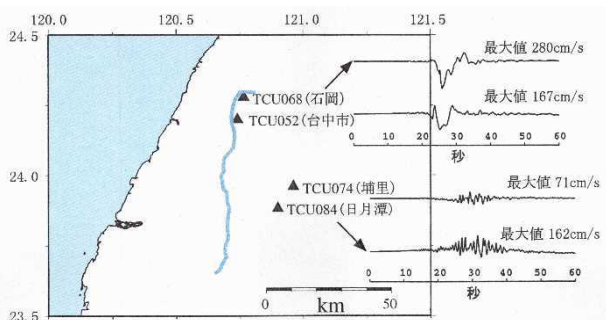 120.0 120.5 121.0 121.5
24.5
最大値 280cm/s
TCU068(石岡)
最大値 167cm/s
TCU052(台中市)
0 10 20 30 40 50 60
秒
24.0
TCU074(埔里)
最大値 71cm/s
TCU084(日月潭)
最大値 162cm/s
0 10 20 30 40 50 60
秒
0 50
km
23.5